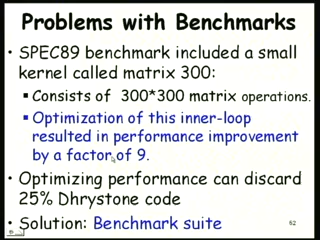 Problems with Benchmarks
• SPEC89 benchmark included a small
kernel called matrix 300:
▪ Consists of 300*300 matrix operations.
▪ Optimization of this inner-loop
resulted in performance improvement
by a factor of 9.
• Optimizing performance can discard
25% Dhrystone code
• Solution: Benchmark suite
62